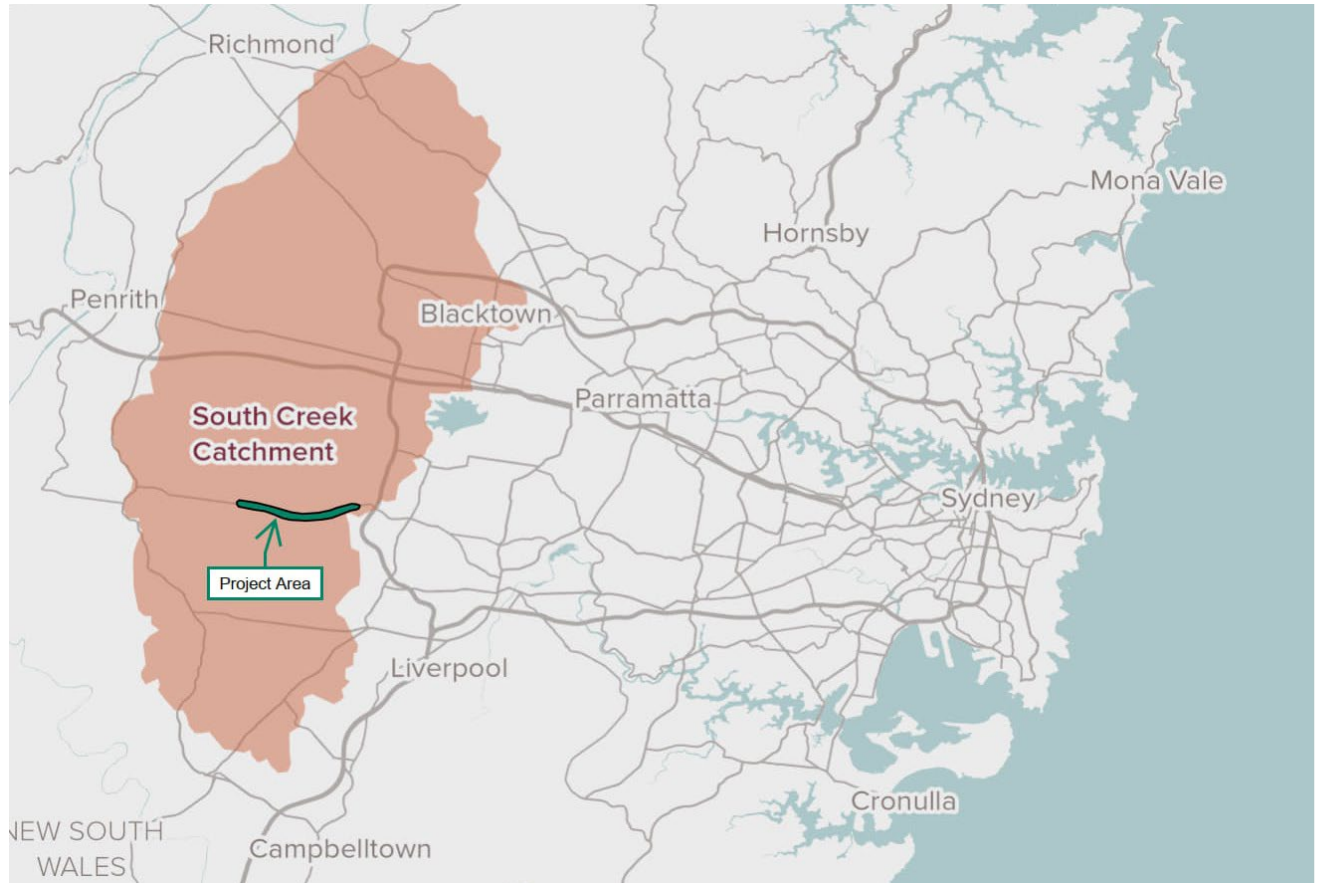 Richmond
Mona Vale
Hornsby
Penrith
Blacktown
Parramatta
South Creek
Catchment
Sydney
Project Area
Liverpool
Cronulla
NEW SOUTH
WALES
Campbelltown